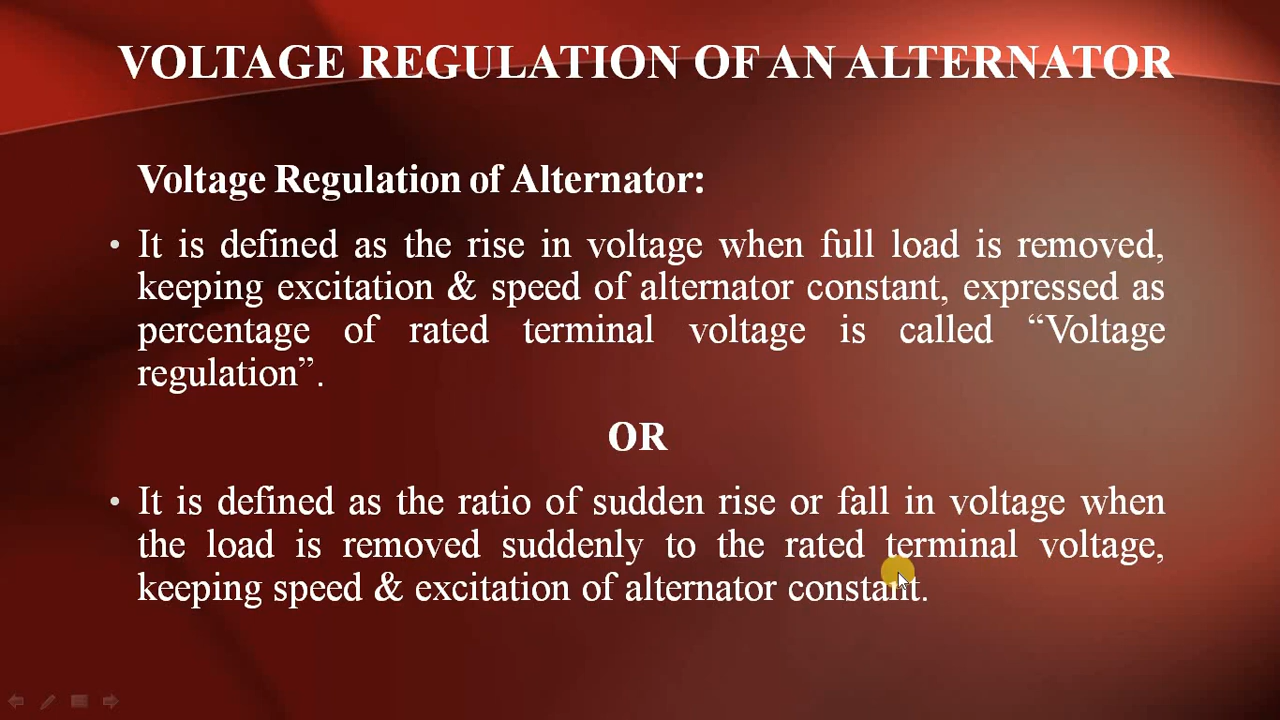 VOLTAGE REGULATION OF AN ALTERNATOR
Voltage Regulation of Alternator:
• It is defined as the rise in voltage when full load is removed,
keeping excitation & speed of alternator constant, expressed as
percentage of rated terminal voltage is called “Voltage
regulation”.
OR
• It is defined as the ratio of sudden rise or fall in voltage when
the load is removed suddenly to the rated terminal voltage,
keeping speed & excitation of alternator constant.